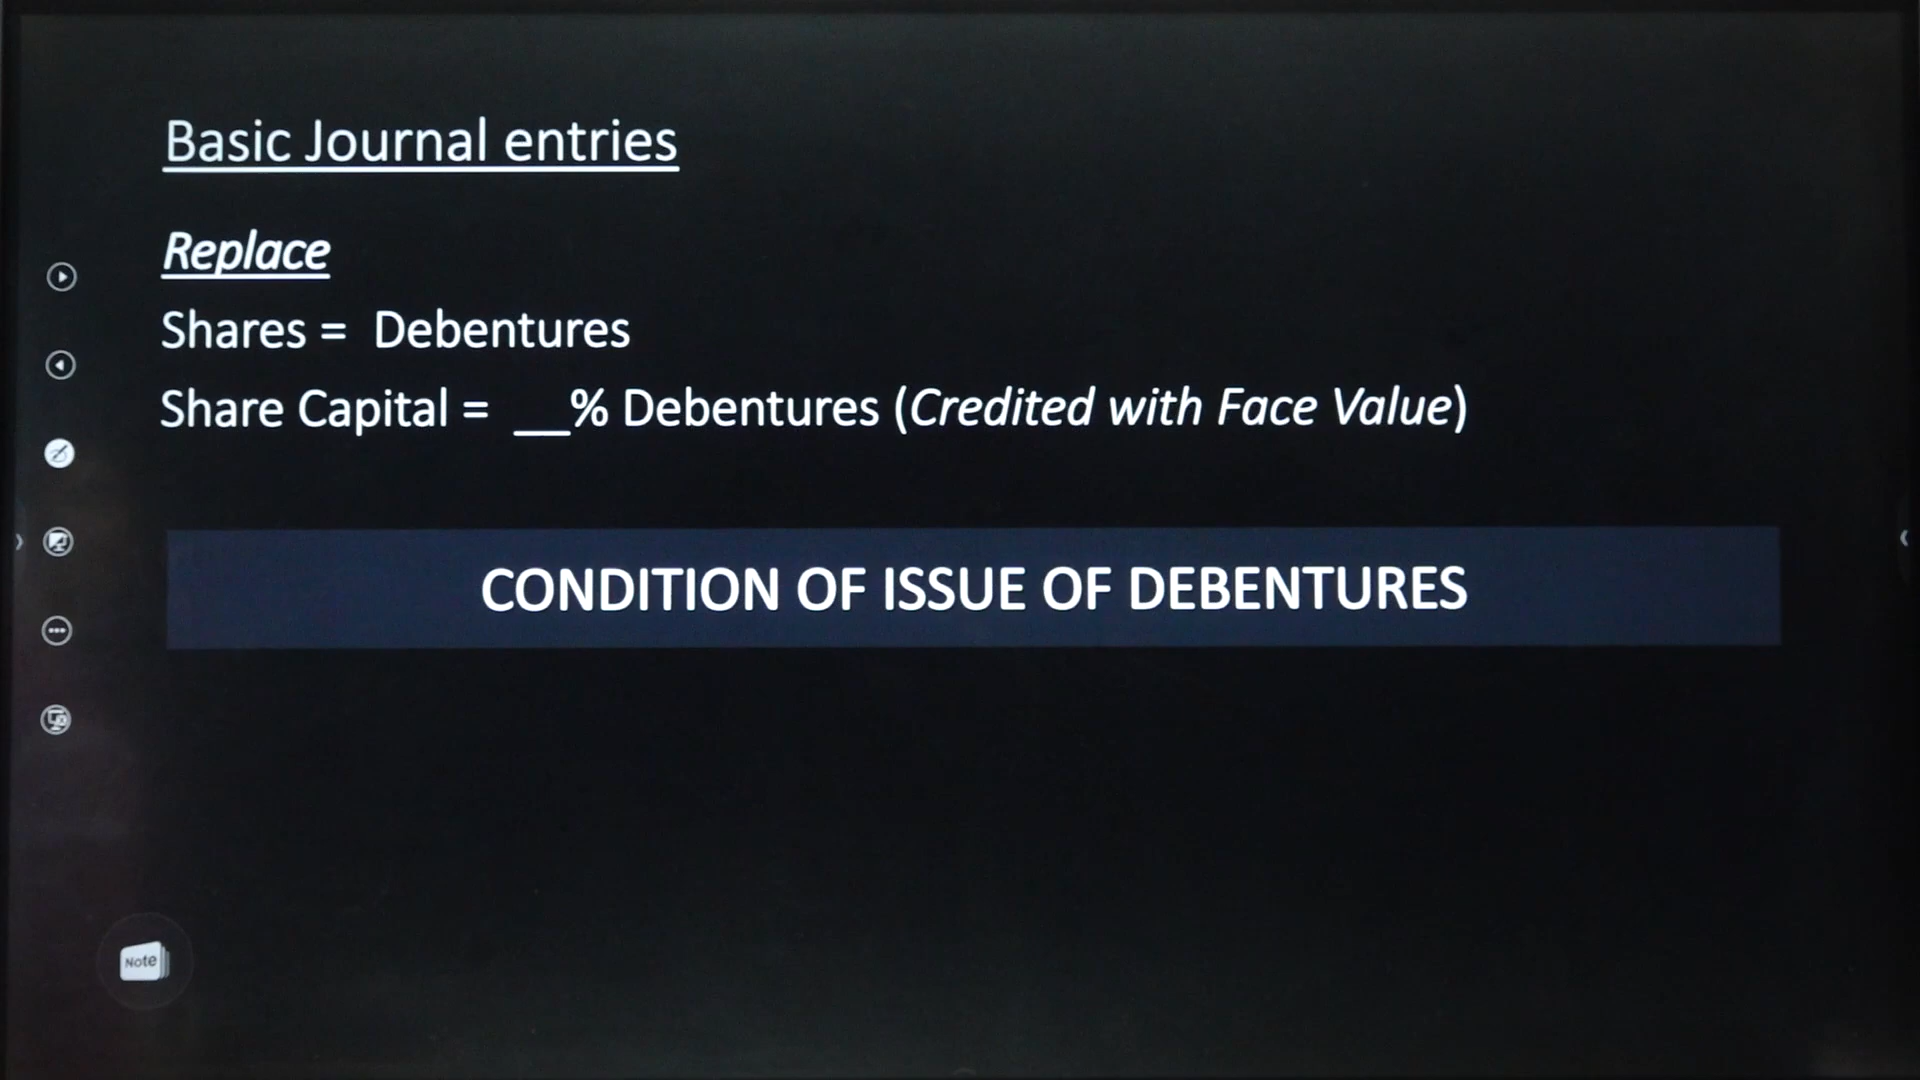 Basic Journal entries
Replace
Shares = Debentures
Share Capital = __% Debentures (Credited with Face Value)
CONDITION OF ISSUE OF DEBENTURES
Note